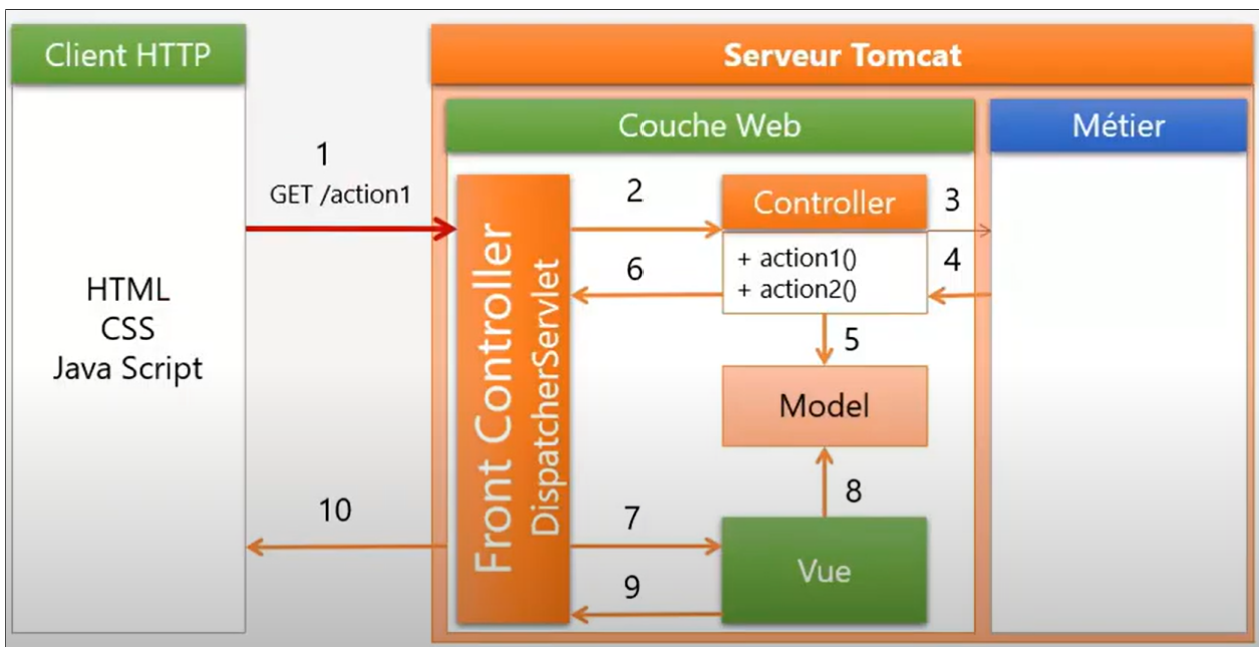 Client HTTP
Serveur Tomcat
Couche Web
Métier
1
GET /action1
2
Controller
3
+ action1()
+ action2()
4
6
5
HTML
CSS
Java Script
Front Controller
DispatcherServlet
Model
8
10
7
Vue
9